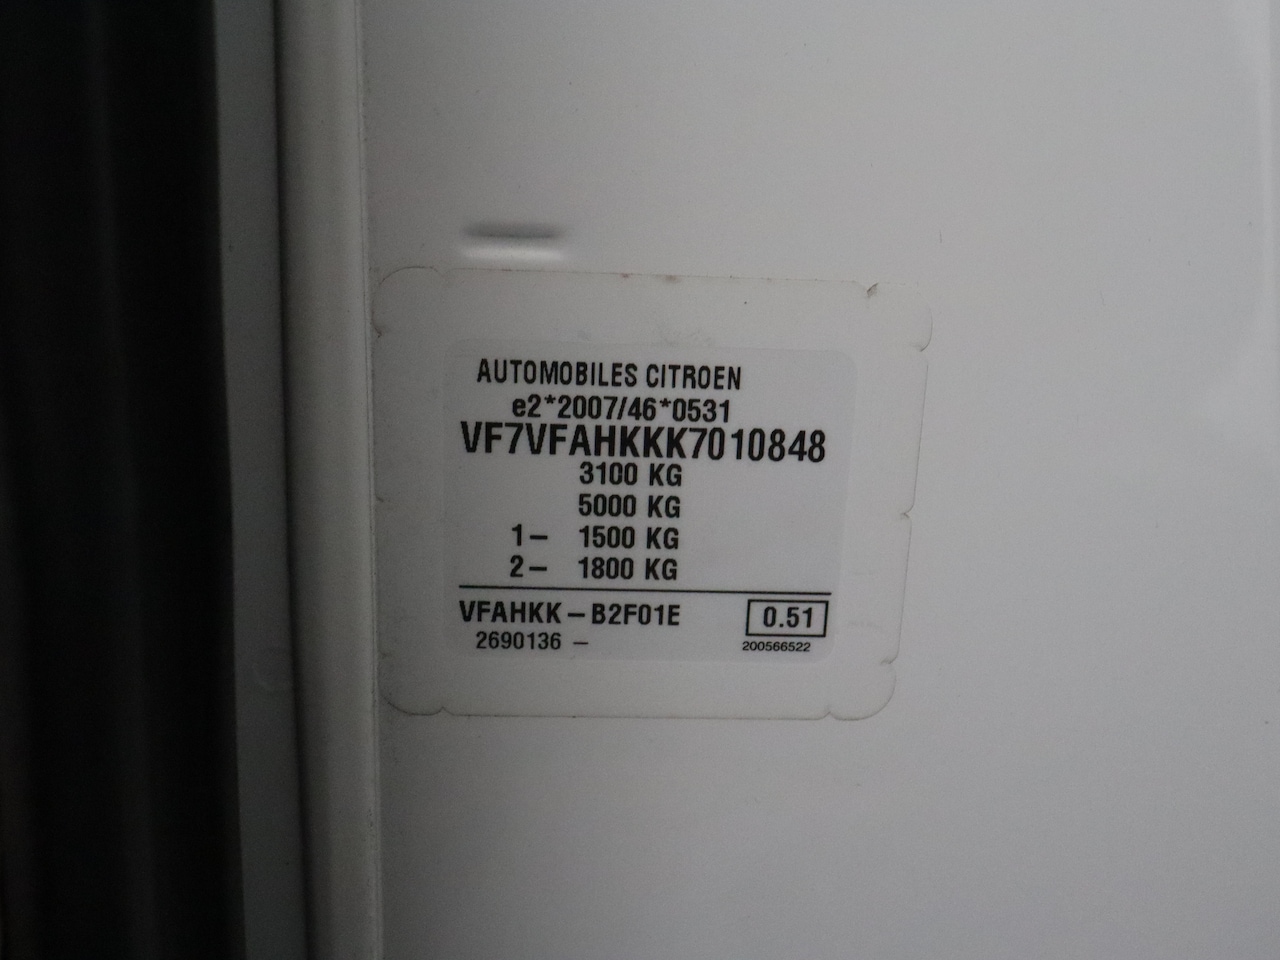 AUTOMOBILES CITROEN
e2*2007/46*0531
VF7VFAHKKK7010848
3100 KG
5000 KG
1- 1500 KG
2- 1800 KG
VFAHKK-B2F01E 0.51
2690136 - 200566522